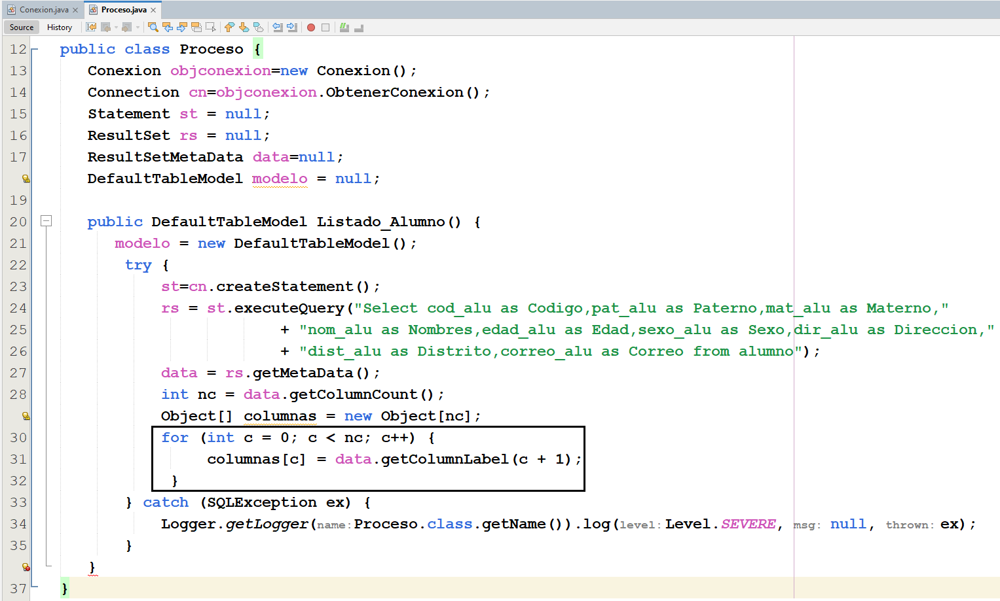 Conexion.java × Proceso.java ×
Source History
12 public class Proceso {
13 Conexion objconexion=new Conexion();
14 Connection cn=objconexion.ObtenerConexion();
15 Statement st = null;
16 ResultSet rs = null;
17 ResultSetMetaData data=null;
DefaultTableModel modelo = null;
19
20 public DefaultTableModel Listado_Alumno() {
21 modelo = new DefaultTableModel();
22 try {
23 st=cn.createStatement();
24 rs = st.executeQuery("Select cod_alu as Codigo,pat_alu as Paterno,mat_alu as Materno,"
25 + "nom_alu as Nombres,edad_alu as Edad,sexo_alu as Sexo,dir_alu as Direccion,"
26 + "dist_alu as Distrito,correo_alu as Correo from alumno");
27 data = rs.getMetaData();
28 int nc = data.getColumnCount();
Object[] columnas = new Object[nc];
30 for (int c = 0; c < nc; c++) {
31 columnas[c] = data.getColumnLabel(c + 1);
32 }
33 } catch (SQLException ex) {
34 Logger.getLogger(name:Proceso.class.getName()).log(level:Level.SEVERE, msg: null, thrown: ex);
35 }
}
37 }